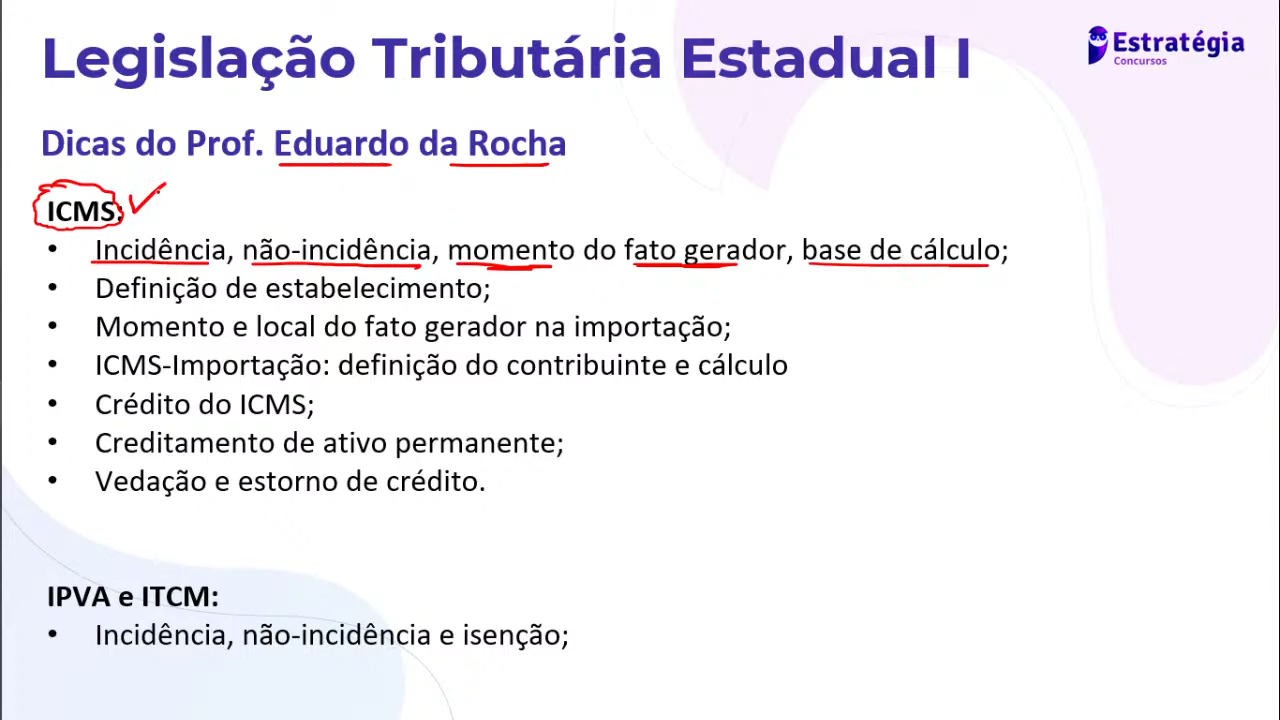 Legislação Tributária Estadual I
Estratégia
Concursos
Dicas do Prof. Eduardo da Rocha
ICMS:
• Incidência, não-incidência, momento do fato gerador, base de cálculo;
• Definição de estabelecimento;
• Momento e local do fato gerador na importação;
• ICMS-Importação: definição do contribuinte e cálculo
• Crédito do ICMS;
• Creditamento de ativo permanente;
• Vedação e estorno de crédito.
IPVA e ITCM:
• Incidência, não-incidência e isenção;